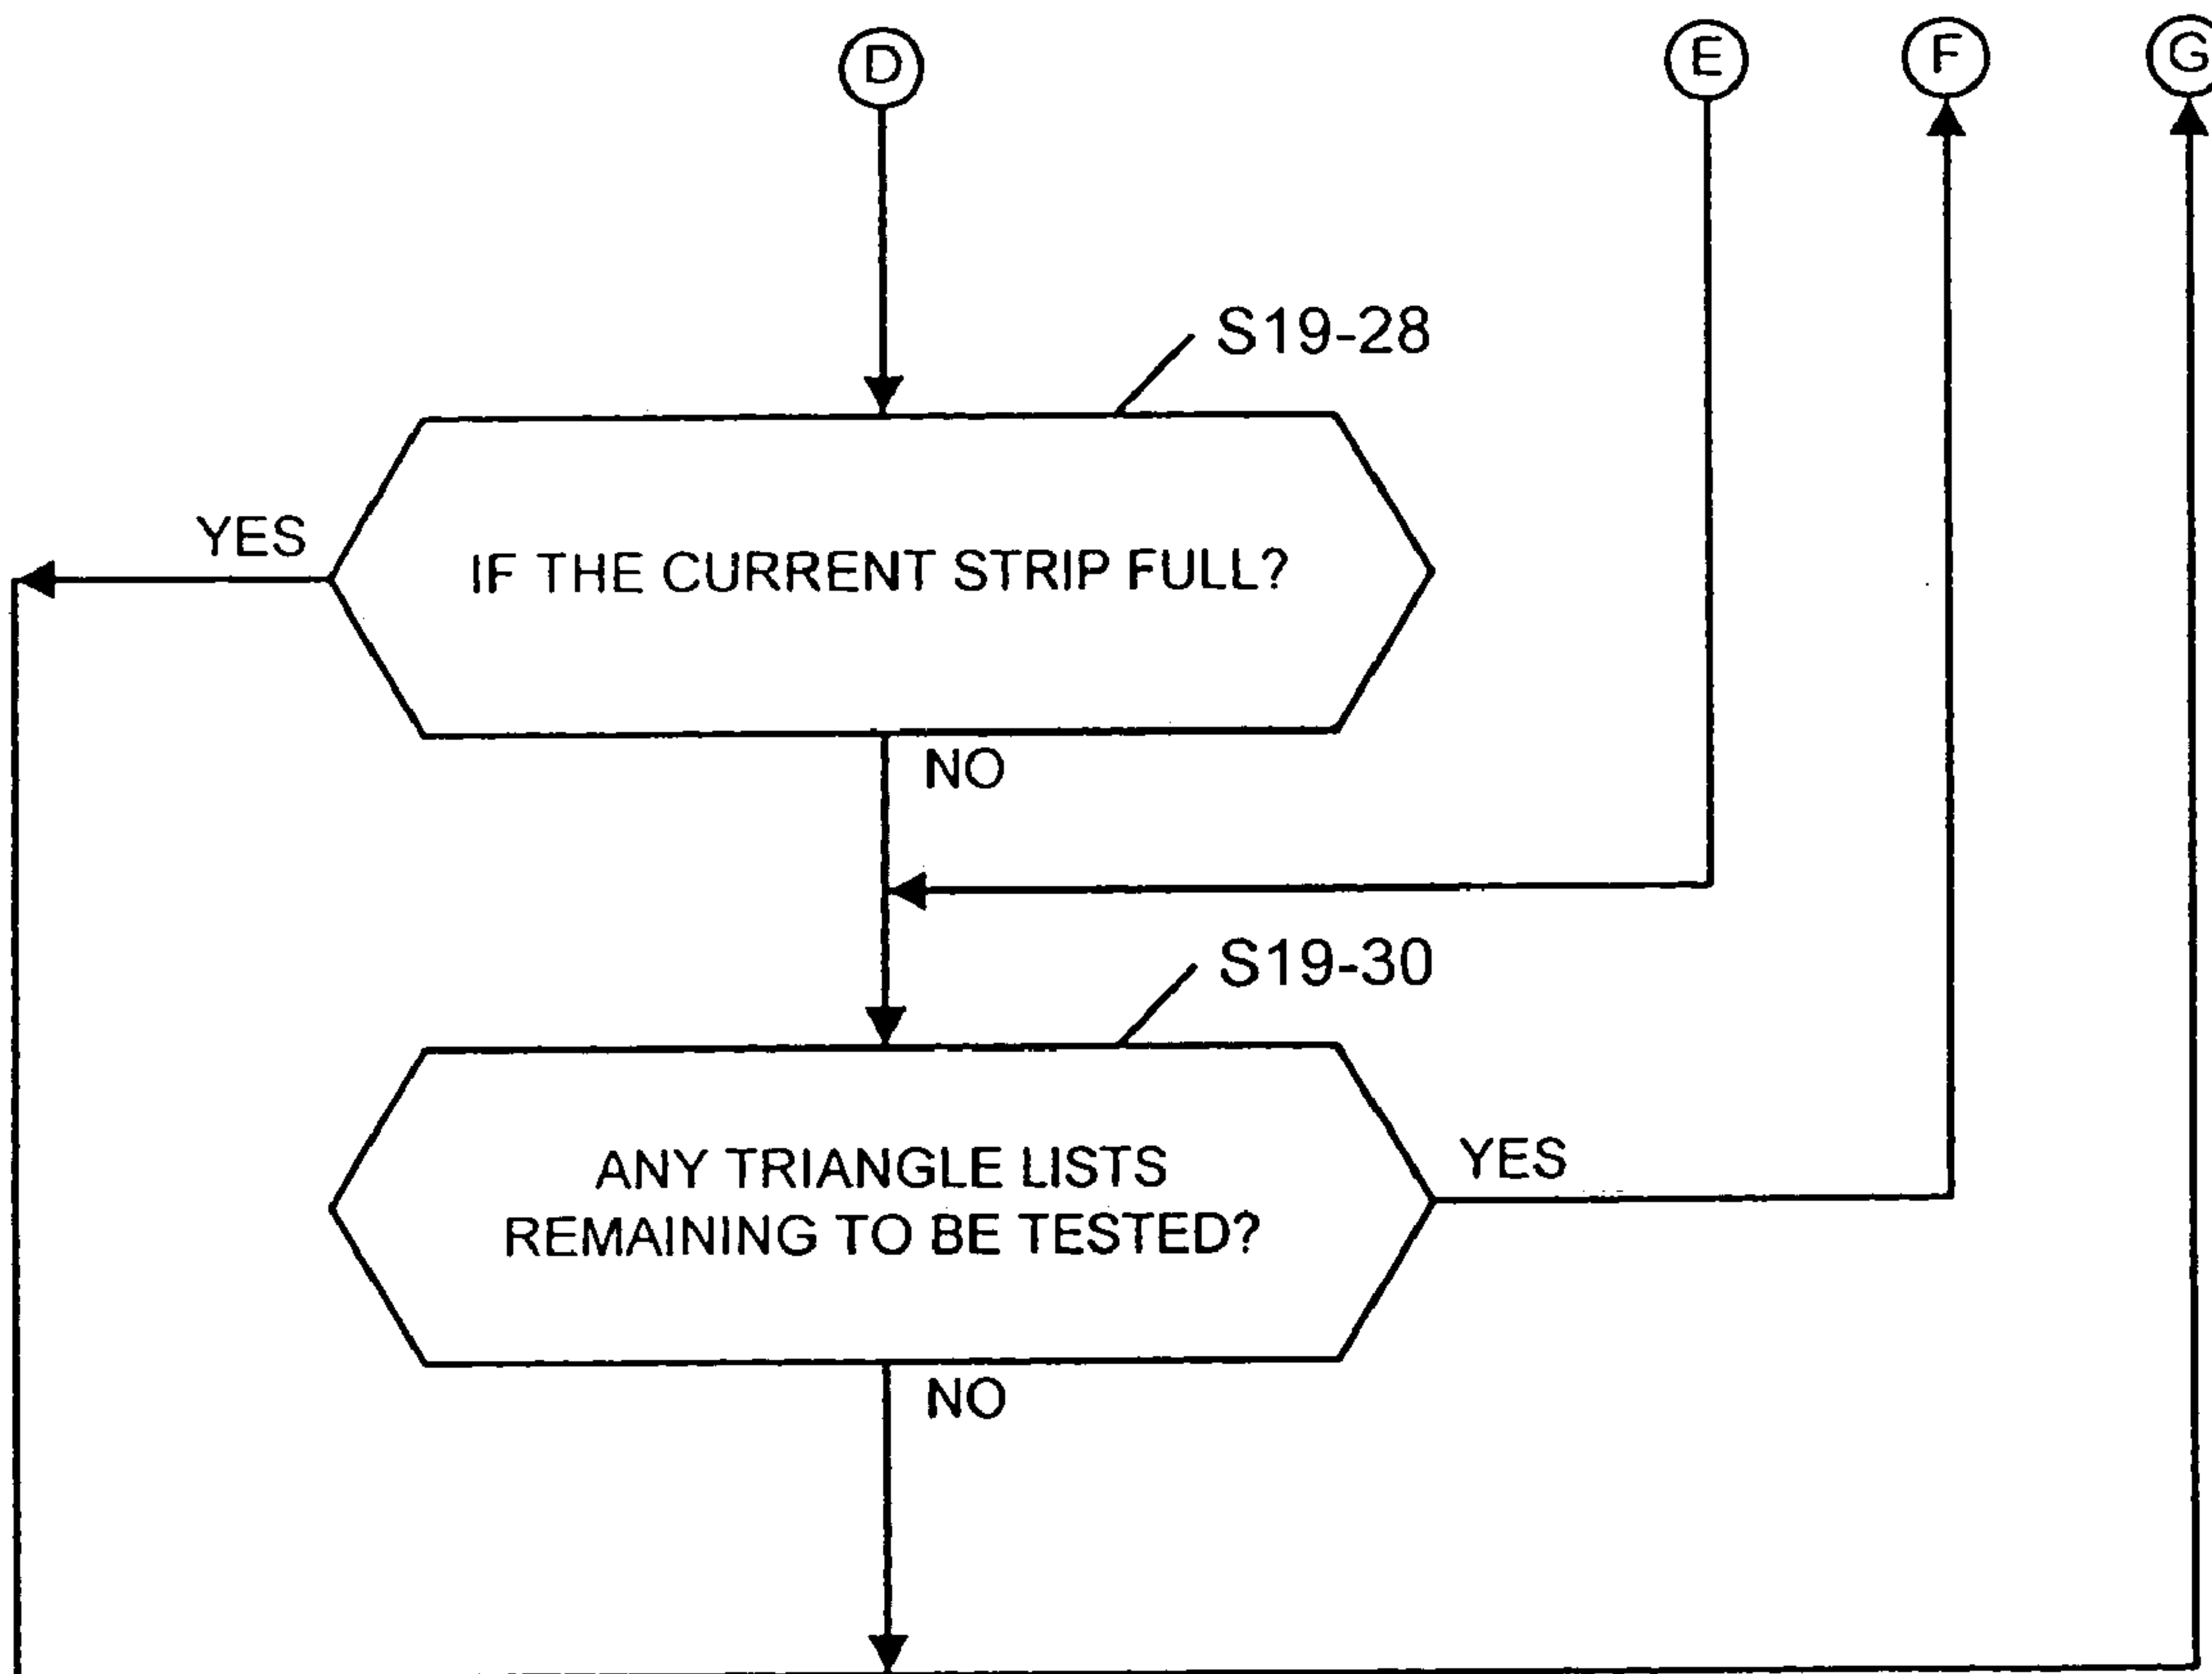 D
E
F
G
S19-28
YES
IF THE CURRENT STRIP FULL?
NO
S19-30
ANY TRIANGLE LISTS
REMAINING TO BE TESTED?
YES
NO